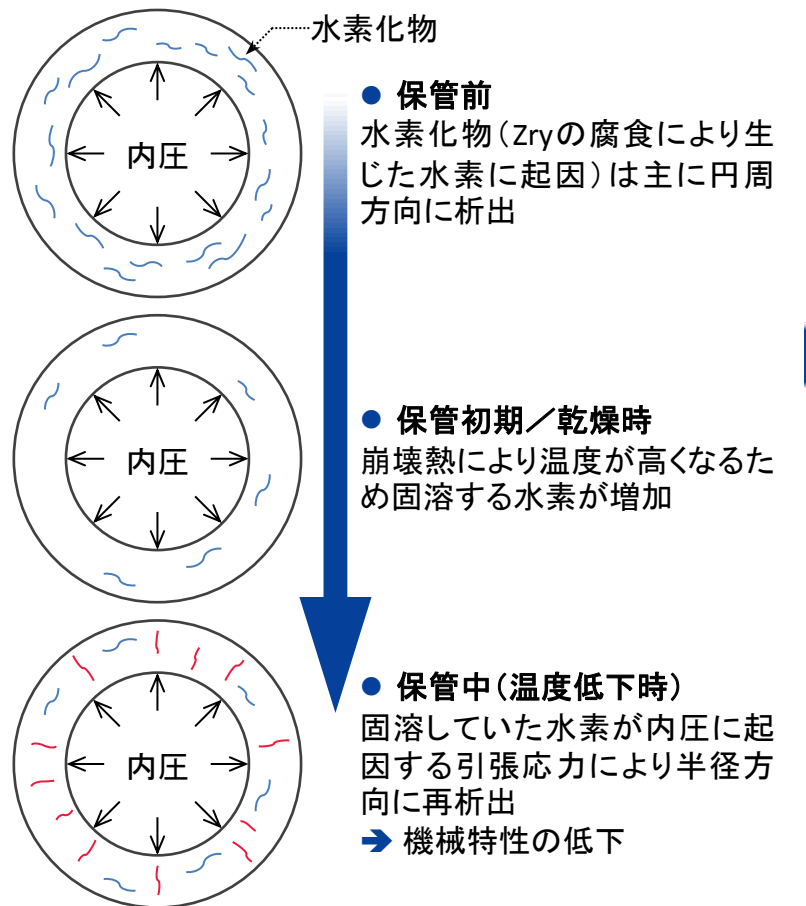 水素化物
● 保管前
水素化物(Zryの腐食により生
じた水素に起因)は主に円周
方向に析出
内圧
● 保管初期／乾燥時
崩壊熱により温度が高くなるた
め固溶する水素が増加
内圧
● 保管中(温度低下時)
固溶していた水素が内圧に起
因する引張応力により半径方
向に再析出
➔ 機械特性の低下
内圧